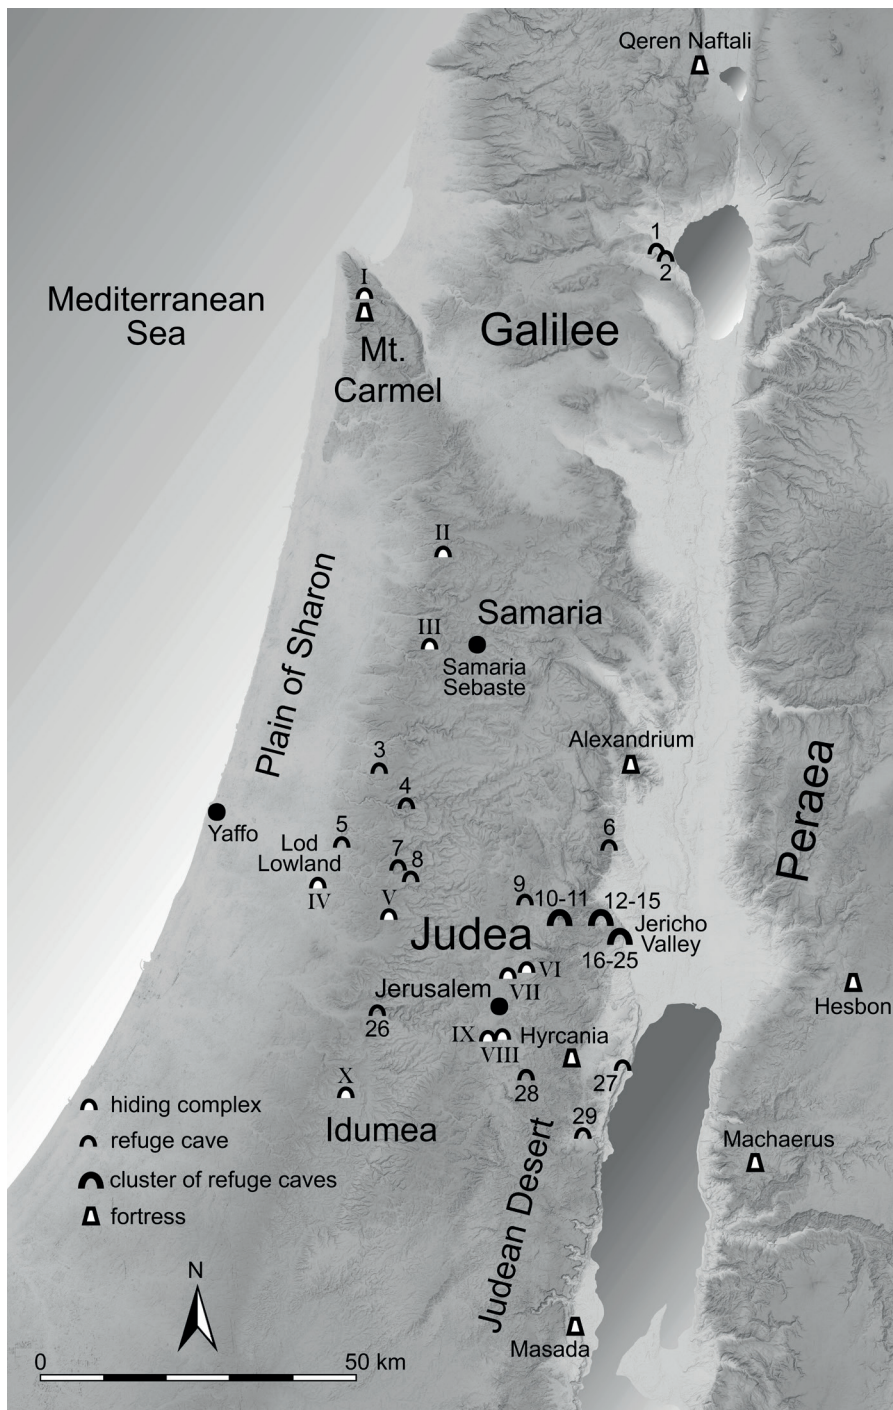 Qeren Naftali
1
2
I
Mediterranean
Sea
Galilee
Mt.
Carmel
II
Plain of Sharon
Samaria
III
Samaria
Sebaste
Alexandrium
3
4
Peraea
Yaffo
5
6
Lod
Lowland
7
8
IV
9
10-11
12-15
V
Judea
Jericho
Valley
16-25
VI
Jerusalem
VII
Hesbon
26
IX
Hyrcania
VIII
27
X
28
hiding complex
29
Idumea
refuge cave
Machaerus
cluster of refuge caves
Judean Desert
fortress
N
Masada
0
50 km